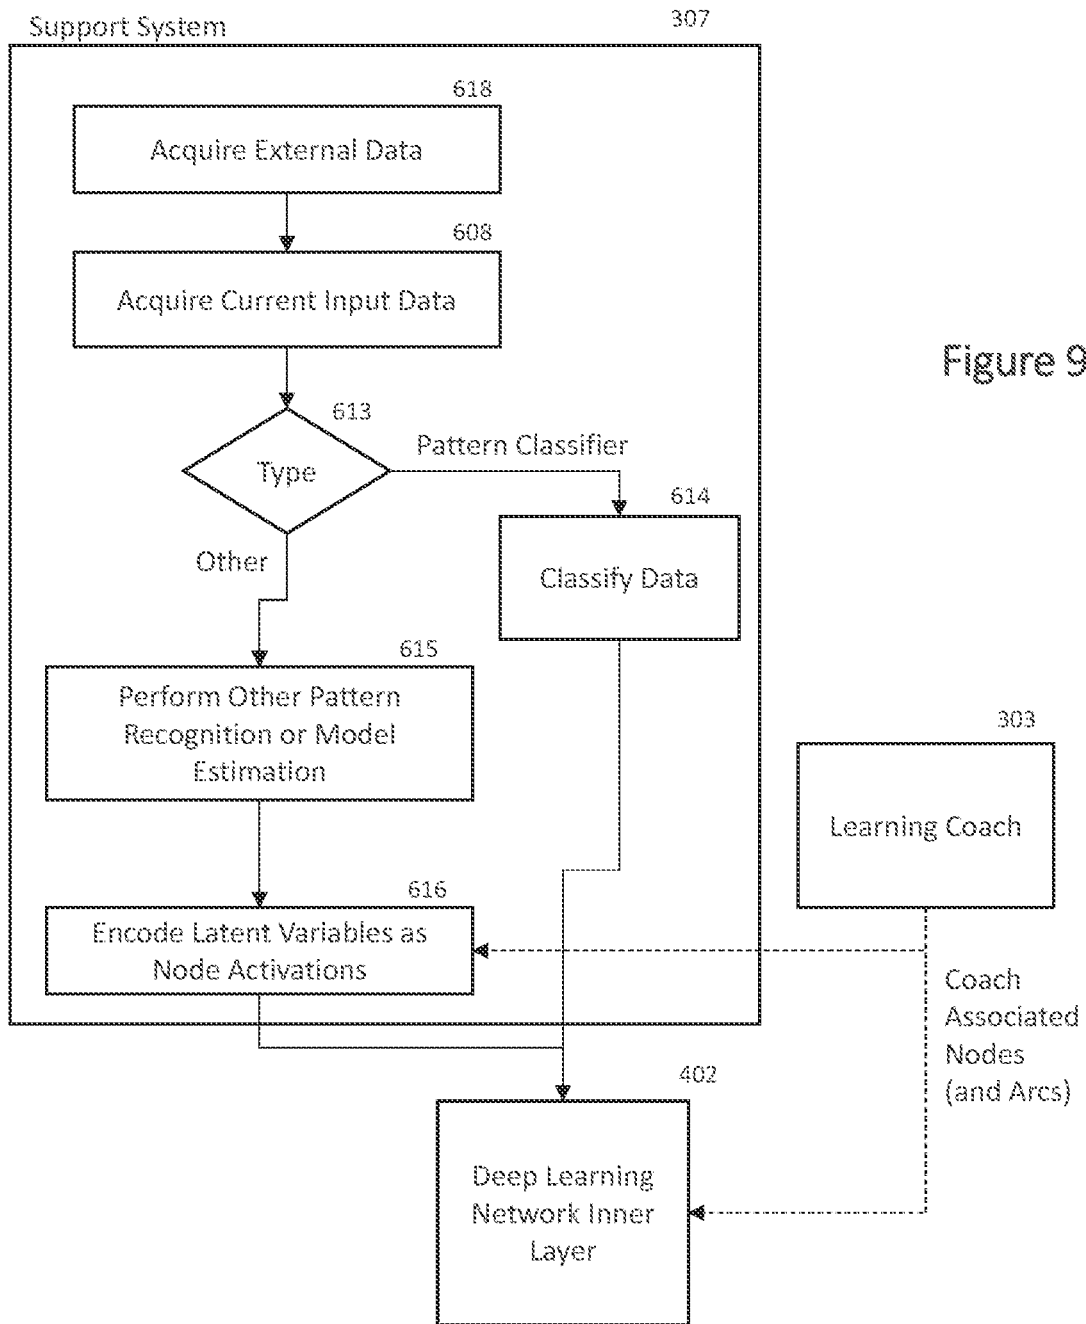 Support System
307
618
Acquire External Data
608
Acquire Current Input Data
Figure 9
613
Type
Pattern Classifier
614
Other
Classify Data
615
Perform Other Pattern
Recognition or Model
Estimation
303
Learning Coach
616
Encode Latent Variables as
Node Activations
Coach
Associated
Nodes
(and Arcs)
402
Deep Learning
Network Inner
Layer